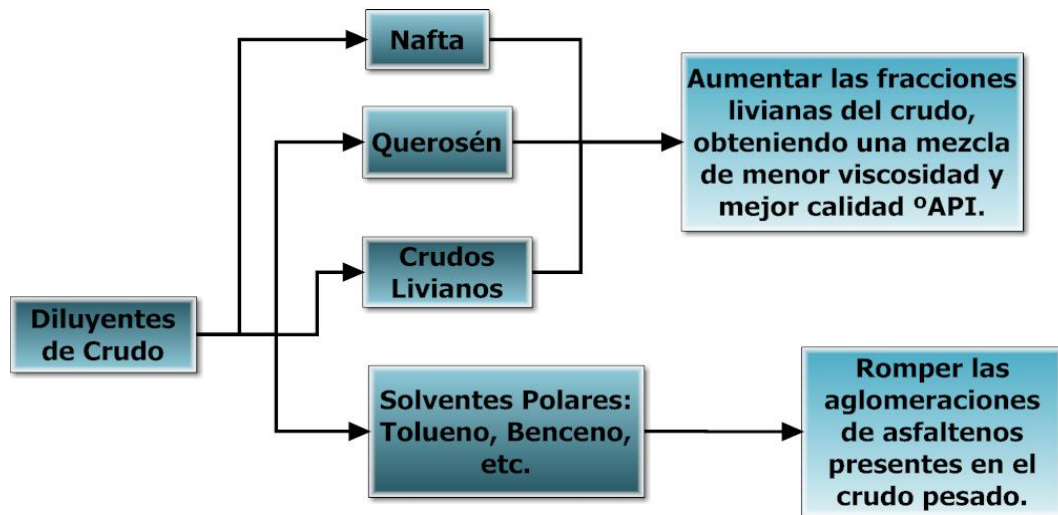 Nafta
Querosén
Crudos
Livianos
Diluyentes
de Crudo
Solventes Polares:
Tolueno, Benceno,
etc.
Aumentar las fracciones
livianas del crudo,
obteniendo una mezcla
de menor viscosidad y
mejor calidad ºAPI.
Romper las
aglomeraciones
de asfaltenos
presentes en el
crudo pesado.